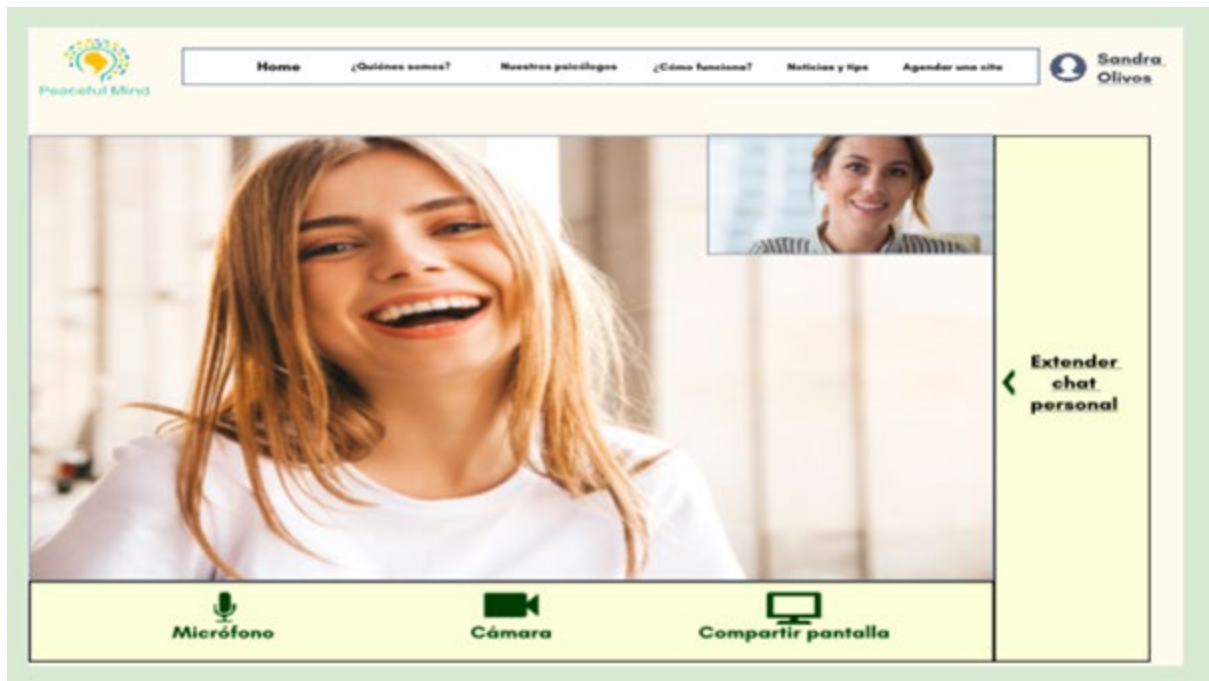 Peaceful Mind
Home ¿Quiénes somos? Nuestros psicólogos ¿Cómo funciona? Noticias y tips Agendar una cita
Sandra
Olivos
Extender
chat
personal
Micrófono Cámara Compartir pantalla